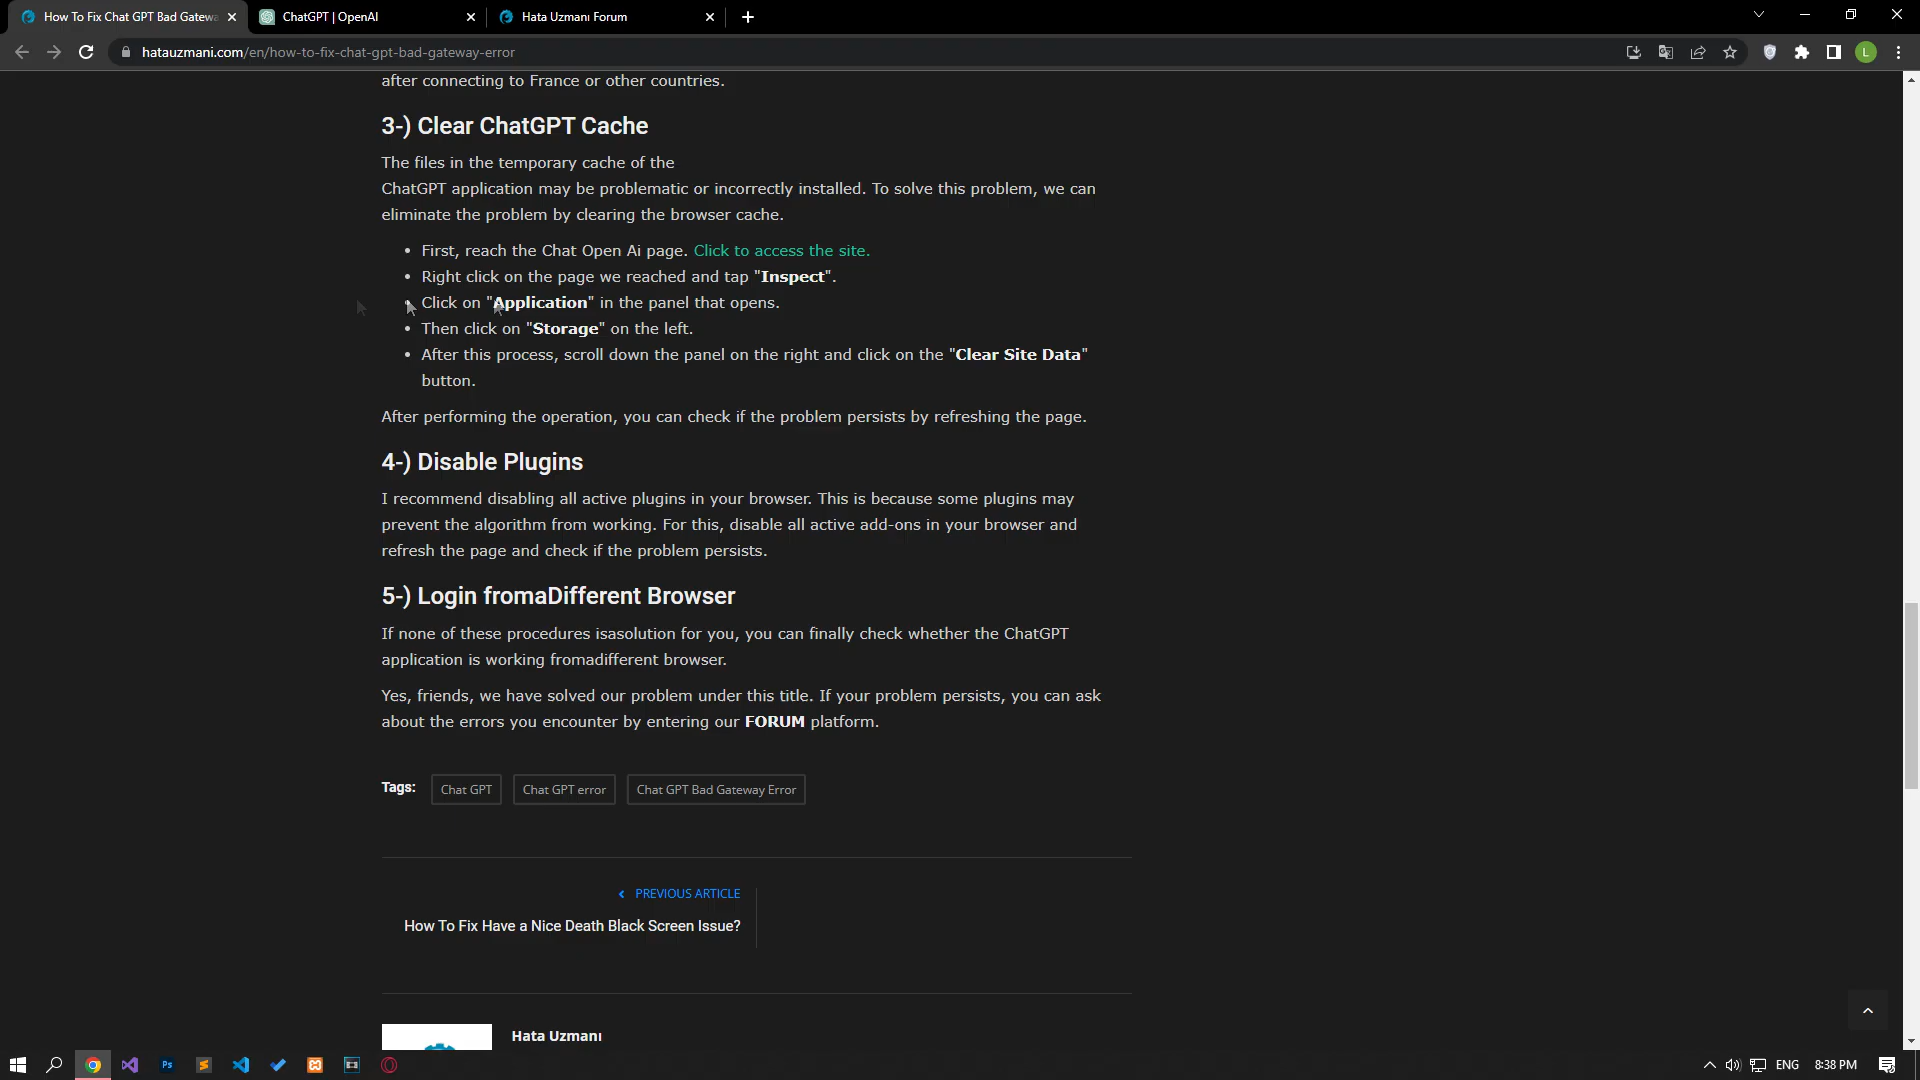 How To Fix Chat GPT Bad Gatewa
ChatGPT | OpenAI
Hata Uzmanı Forum
hatauzmani.com/en/how-to-fix-chat-gpt-bad-gateway-error
L
after connecting to France or other countries.
3-) Clear ChatGPT Cache
The files in the temporary cache of the
ChatGPT application may be problematic or incorrectly installed. To solve this problem, we can
eliminate the problem by clearing the browser cache.
• First, reach the Chat Open Ai page. Click to access the site.
• Right click on the page we reached and tap "Inspect".
• Click on "Application" in the panel that opens.
• Then click on "Storage" on the left.
• After this process, scroll down the panel on the right and click on the "Clear Site Data"
button.
After performing the operation, you can check if the problem persists by refreshing the page.
4-) Disable Plugins
I recommend disabling all active plugins in your browser. This is because some plugins may
prevent the algorithm from working. For this, disable all active add-ons in your browser and
refresh the page and check if the problem persists.
5-) Login fromaDifferent Browser
If none of these procedures isasolution for you, you can finally check whether the ChatGPT
application is working fromadifferent browser.
Yes, friends, we have solved our problem under this title. If your problem persists, you can ask
about the errors you encounter by entering our FORUM platform.
Tags:
Chat GPT
Chat GPT error
Chat GPT Bad Gateway Error
PREVIOUS ARTICLE
How To Fix Have a Nice Death Black Screen Issue?
Hata Uzmanı
Ps
ENG
8:38 PM